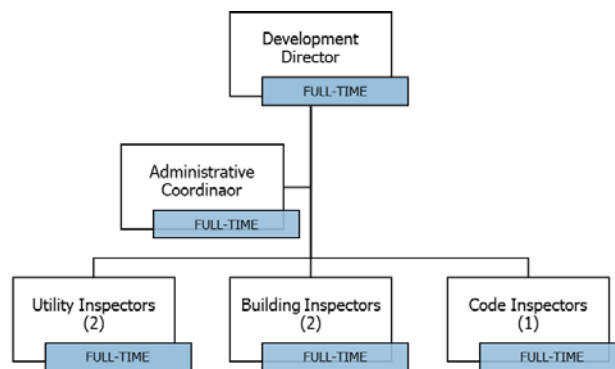 Development
Director
FULL-TIME
Administrative
Coordinaor
FULL-TIME
Utility Inspectors
(2)
FULL-TIME
Building Inspectors
(2)
FULL-TIME
Code Inspectors
(1)
FULL-TIME